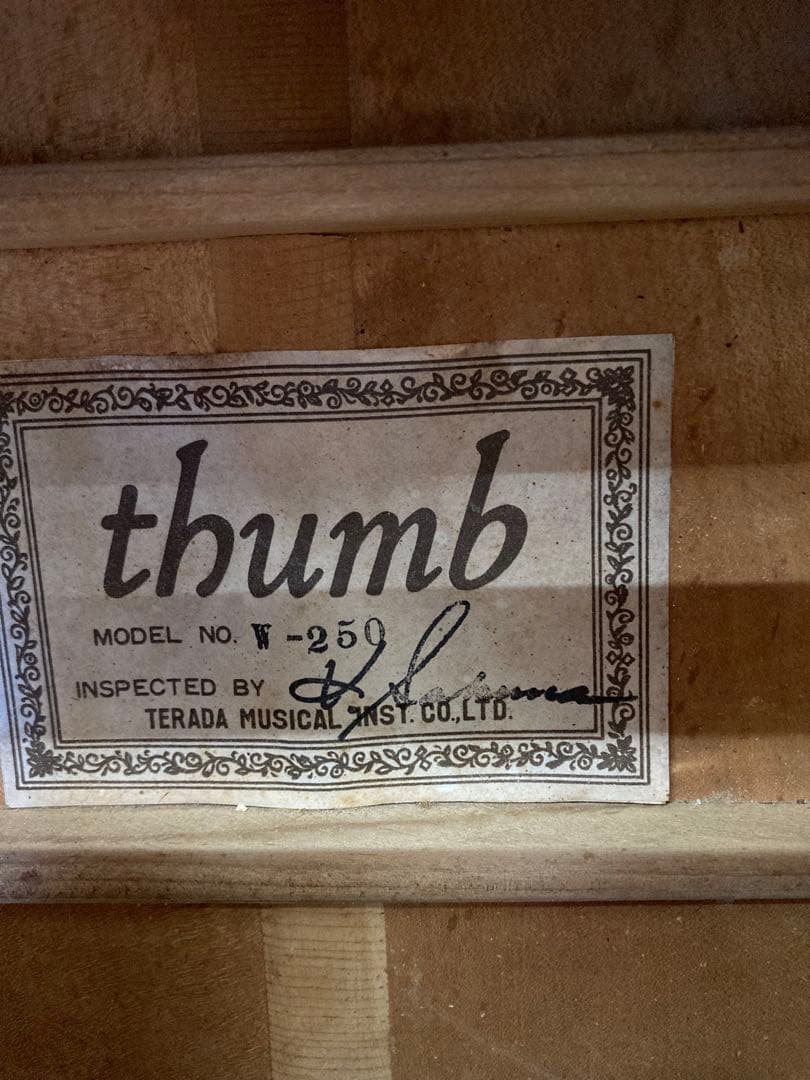 thumb
MODEL NO. W-250
INSPECTED BY
TERADA MUSICAL INST. CO.,LTD.